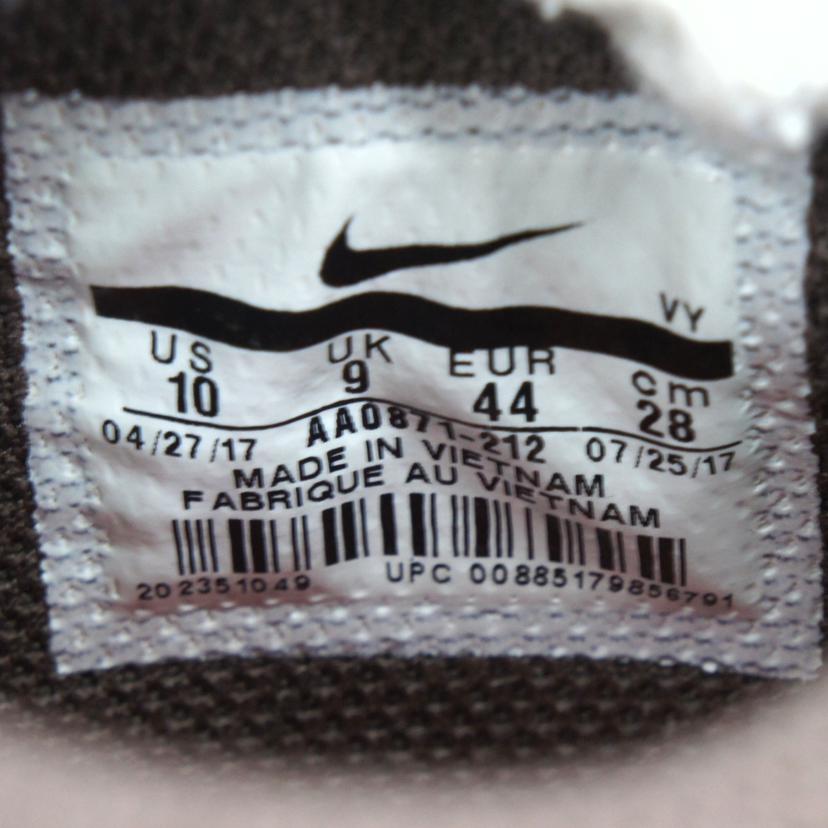 VY
US UK EUR cm
10 9 44 28
04/27/17 AA0871-212 07/25/17
MADE IN VIETNAM
FABRIQUE AU VIETNAM
202351049 UPC 00885179856791